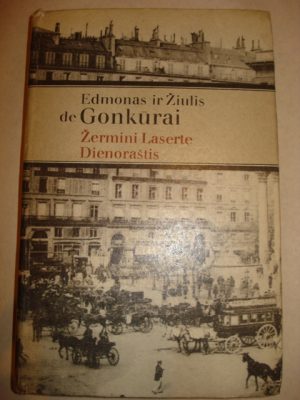 Edmonas ir Žiulis
de Gonkūrai
Žermini Laserte
Dienoraštis